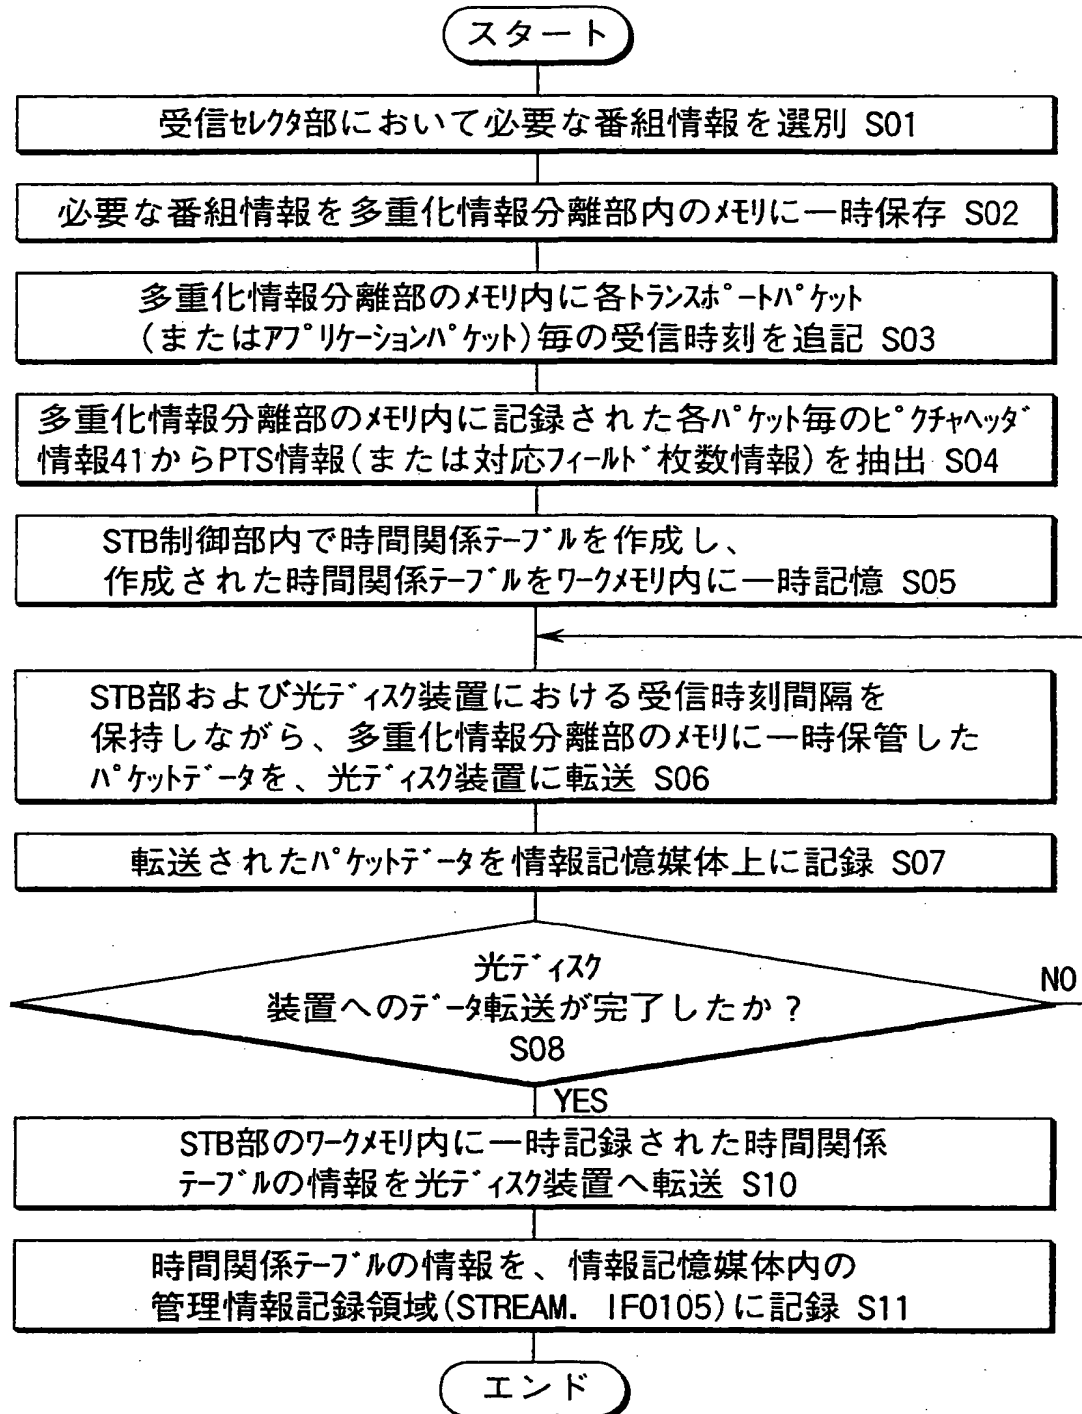 スタート
受信セレクタ部において必要な番組情報を選別 S01
必要な番組情報を多重化情報分離部内のメモリに一時保存 S02
多重化情報分離部のメモリ内に各トランスポートパケット
(またはアプリケーションパケット)毎の受信時刻を追記 S03
多重化情報分離部のメモリ内に記録された各パケット毎のピクチャヘッダ
情報41からPTS情報(または対応フィールド枚数情報)を抽出 S04
STB制御部内で時間関係テーブルを作成し、
作成された時間関係テーブルをワークメモリ内に一時記憶 S05
STB部および光ディスク装置における受信時刻間隔を
保持しながら、多重化情報分離部のメモリに一時保管した
パケットデータを、光ディスク装置に転送 S06
転送されたパケットデータを情報記憶媒体上に記録 S07
光ディスク
装置へのデータ転送が完了したか?
S08
NO
YES
STB部のワークメモリ内に一時記録された時間関係
テーブルの情報を光ディスク装置へ転送 S10
時間関係テーブルの情報を、情報記憶媒体内の
管理情報記録領域(STREAM. IFO105)に記録 S11
エンド